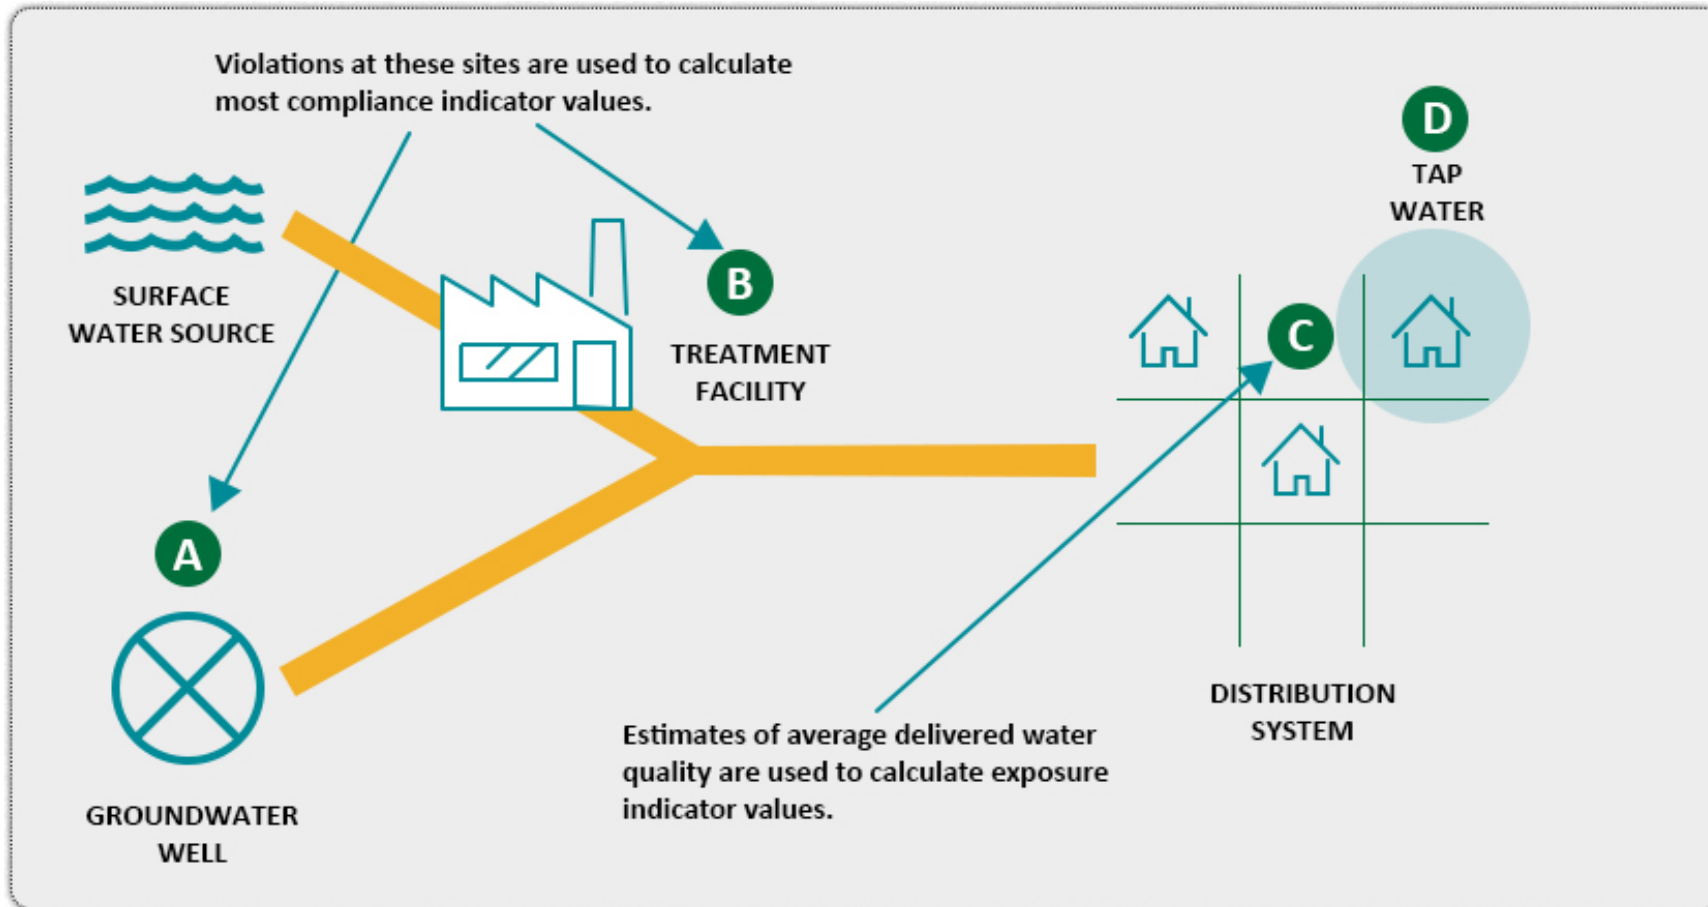 Violations at these sites are used to calculate
most compliance indicator values.
D
TAP
WATER
B
SURFACE
WATER SOURCE
TREATMENT
FACILITY
C
A
GROUNDWATER
WELL
Estimates of average delivered water
quality are used to calculate exposure
indicator values.
DISTRIBUTION
SYSTEM